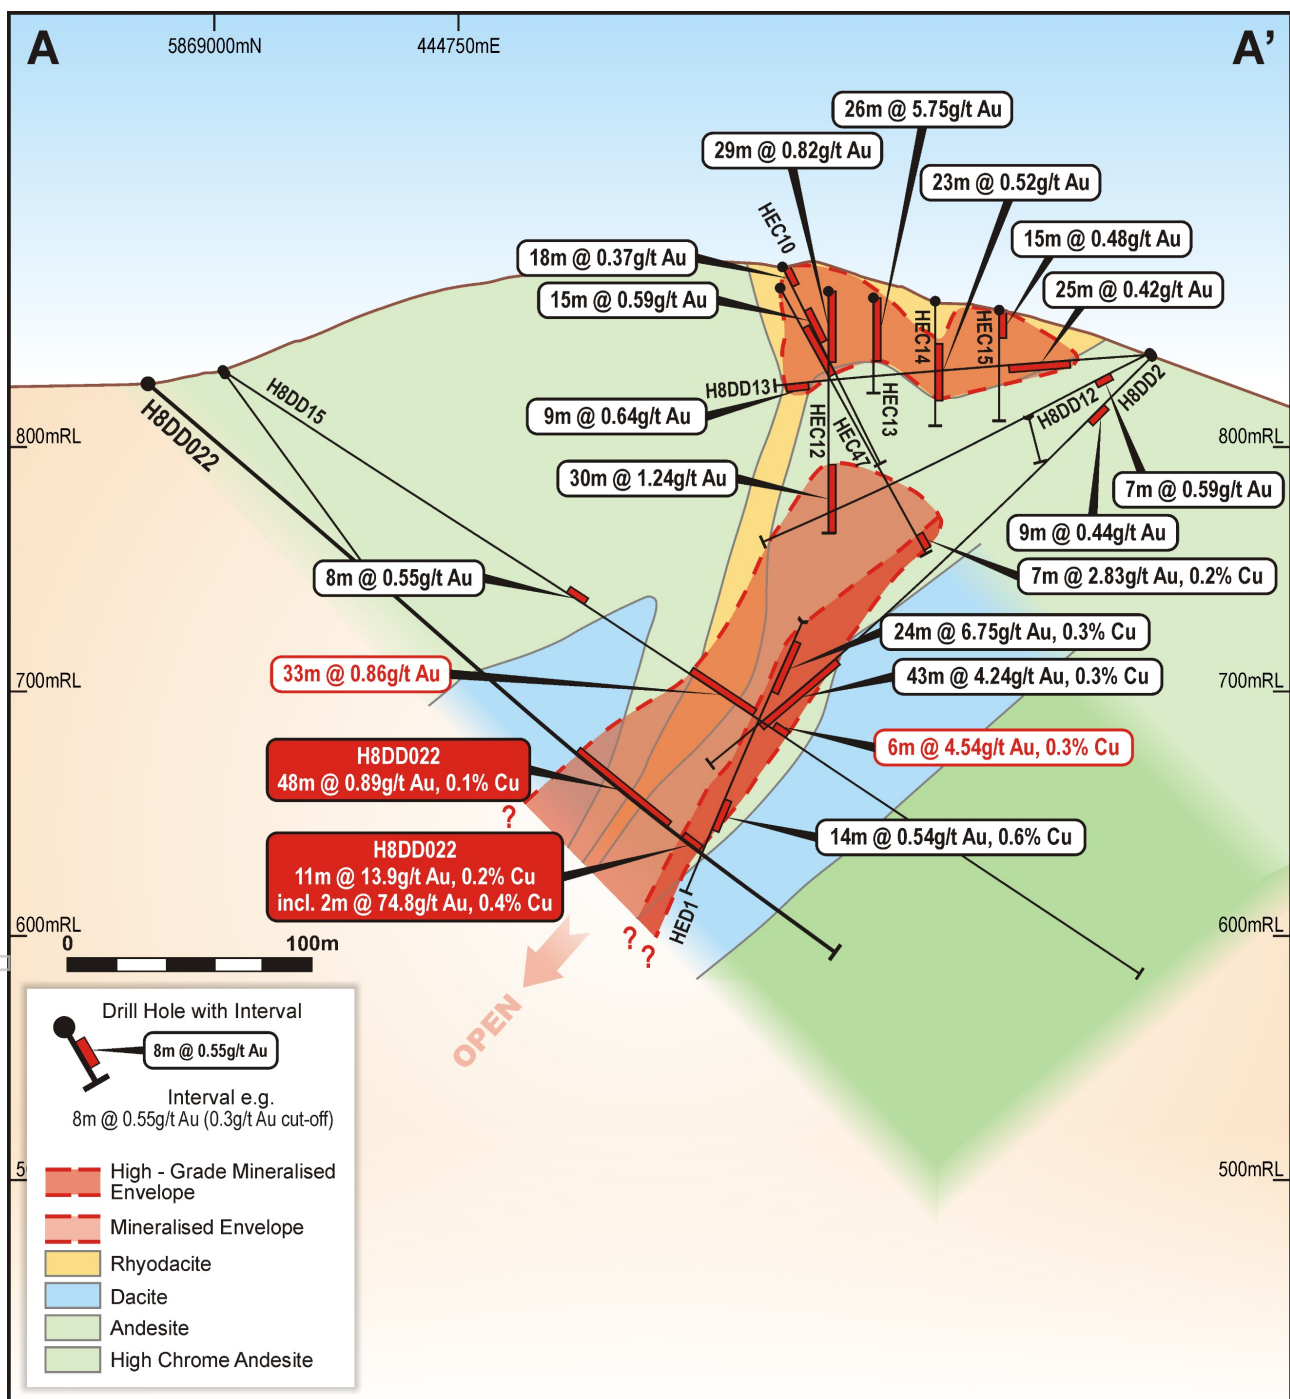 A
A'
5869000mN
444750mE
26m @ 5.75g/t Au
29m @ 0.82g/t Au
23m @ 0.52g/t Au
HEC10
15m @ 0.48g/t Au
18m @ 0.37g/t Au
25m @ 0.42g/t Au
15m @ 0.59g/t Au
HEC14
HEC15
H8DD13
H8DD15
H8DD022
H8DD12
H8DD2
HEC13
HEC12
HEC47
9m @ 0.64g/t Au
800mRL
800mRL
30m @ 1.24g/t Au
7m @ 0.59g/t Au
9m @ 0.44g/t Au
8m @ 0.55g/t Au
7m @ 2.83g/t Au, 0.2% Cu
24m @ 6.75g/t Au, 0.3% Cu
33m @ 0.86g/t Au
43m @ 4.24g/t Au, 0.3% Cu
700mRL
700mRL
6m @ 4.54g/t Au, 0.3% Cu
H8DD022
48m @ 0.89g/t Au, 0.1% Cu
?
14m @ 0.54g/t Au, 0.6% Cu
H8DD022
11m @ 13.9g/t Au, 0.2% Cu
incl. 2m @ 74.8g/t Au, 0.4% Cu
HED1
600mRL
600mRL
?
?
0
100m
OPEN
Drill Hole with Interval
8m @ 0.55g/t Au
Interval e.g.
8m @ 0.55g/t Au (0.3g/t Au cut-off)
5
500mRL
High - Grade Mineralised
Envelope
Mineralised Envelope
Rhyodacite
Dacite
Andesite
High Chrome Andesite